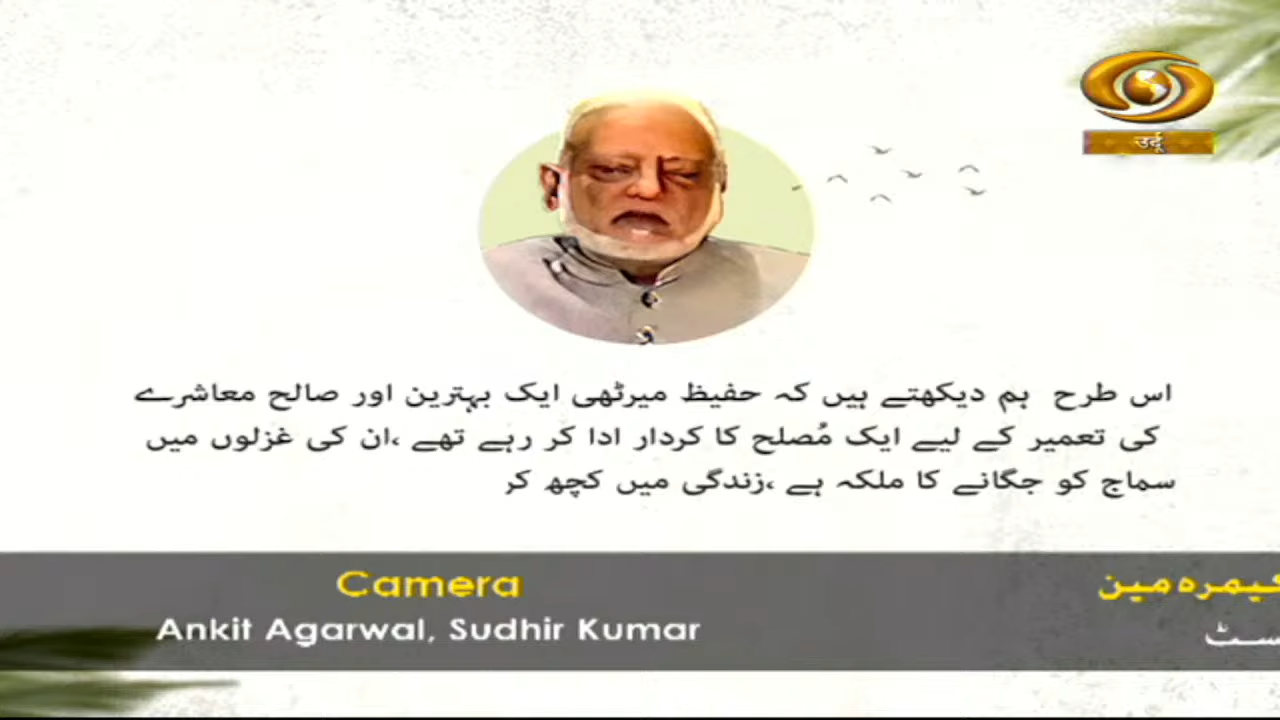 उर्दू
اس طرح ہم دیکھتے ہیں کہ حفیظ میرٹھی ایک بہترین اور صالح معاشرے
کی تعمیر کے لیے ایک مُصلح کا کردار ادا کر رہے تھے ،ان کی غزلوں میں
سماج کو جگانے کا ملکہ ہے ،زندگی میں کچھ کر
Camera
کیمرہ مین
Ankit Agarwal, Sudhir Kumar